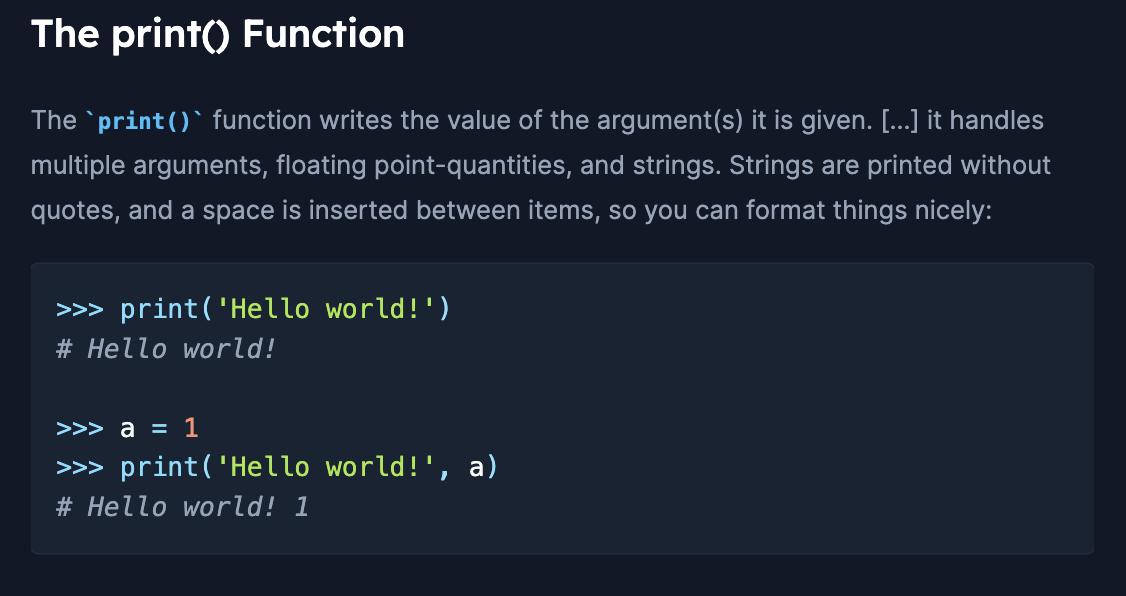 The print() Function
The `print()` function writes the value of the argument(s) it is given. [...] it handles
multiple arguments, floating point-quantities, and strings. Strings are printed without
quotes, and a space is inserted between items, so you can format things nicely:
>>> print('Hello world!')
# Hello world!
>>> a = 1
>>> print('Hello world!', a)
# Hello world! 1